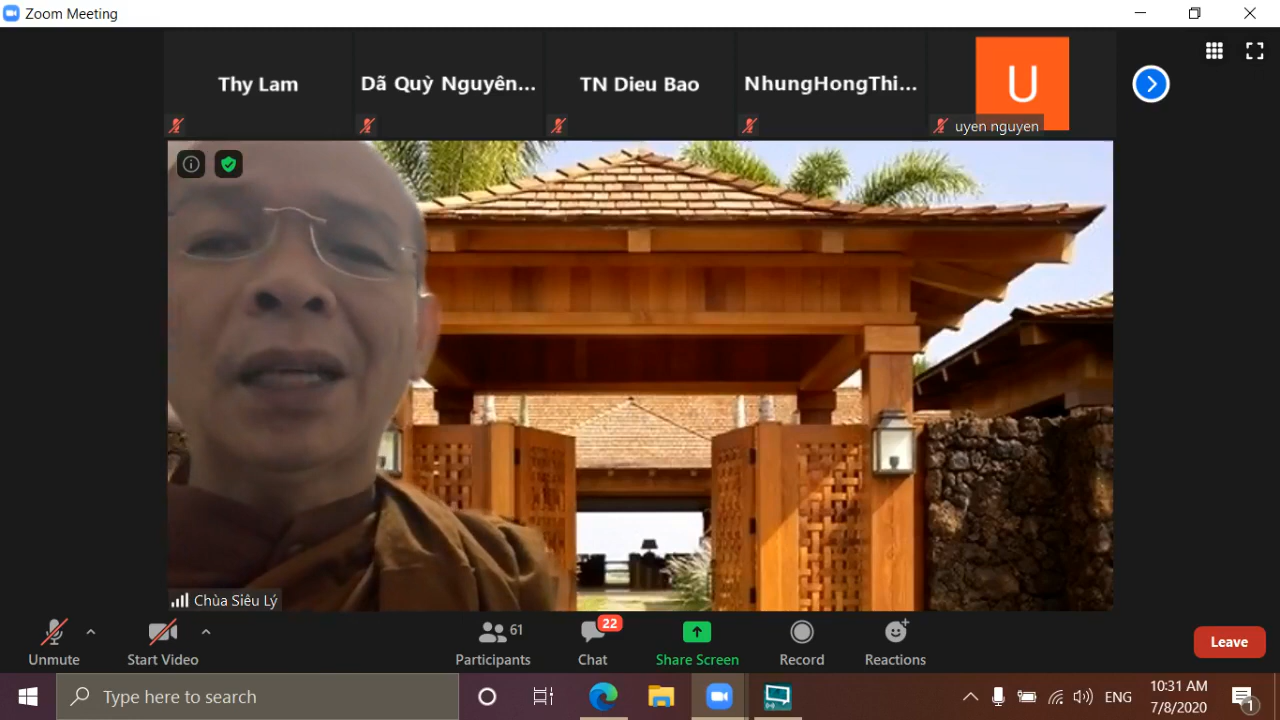 Zoom Meeting
Thy Lam
Dã Quỳ Nguyên...
TN Dieu Bao
NhungHongThi...
U
uyen nguyen
Chùa Siêu Lý
Unmute
Start Video
61
Participants
22
Chat
Share Screen
Record
Reactions
Leave
Type here to search
ENG
10:31 AM
7/8/2020
1